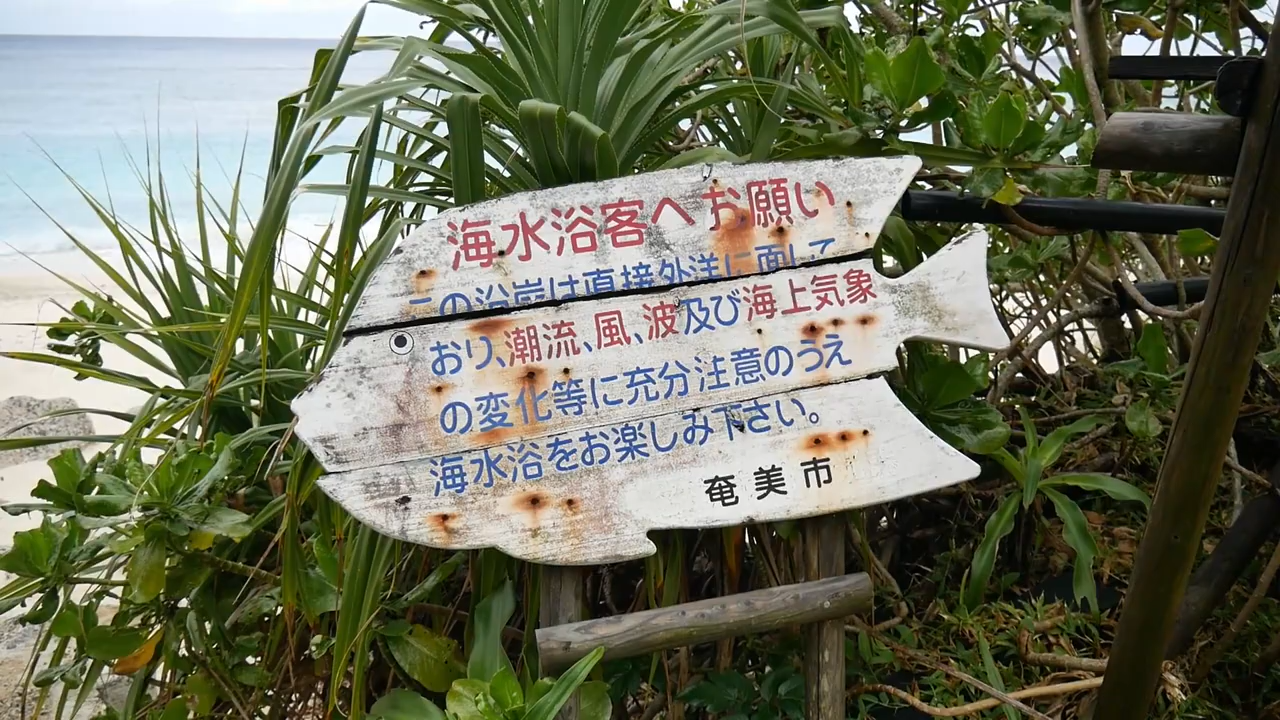 海水浴客へお願い
この沿岸は直接外洋に面して
おり、潮流、風、波及び海上気象
の変化等に充分注意のうえ
海水浴をお楽しみ下さい。
奄美市